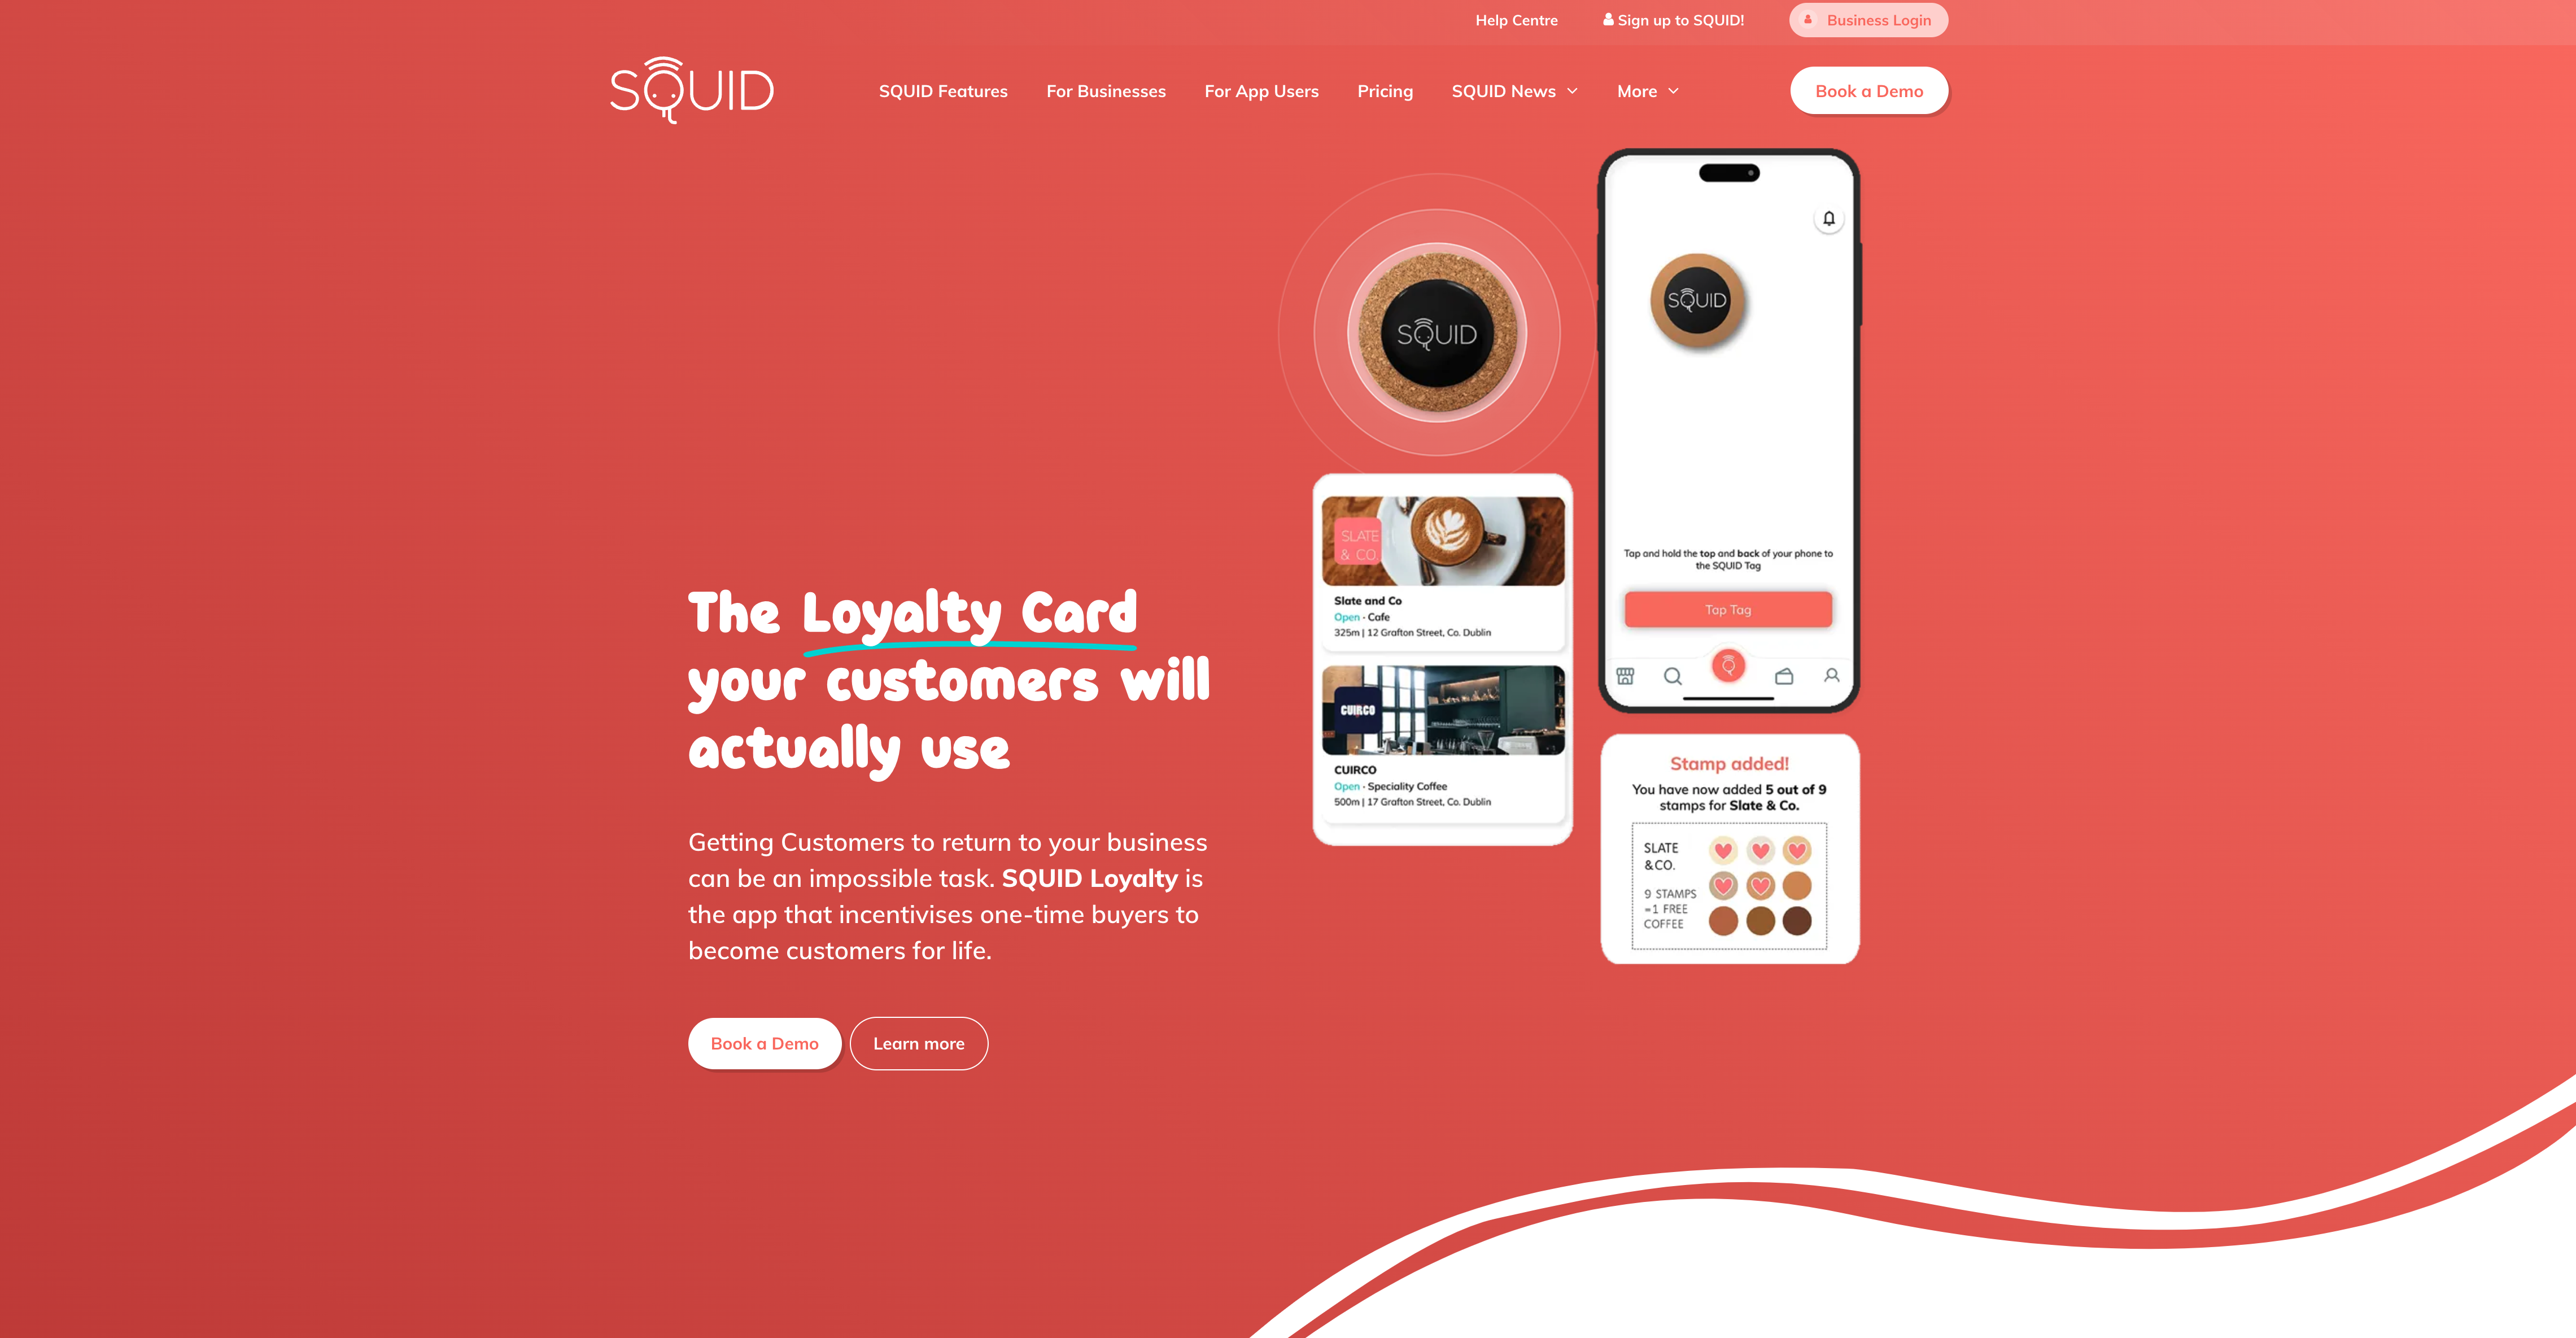 Help Centre
Sign up to SQUID!
Business Login
SQUID
SQUID Features
For Businesses
For App Users
Pricing
SQUID News
More
Book a Demo
SQUID
SQUID
The Loyalty Card
your customers will
actually use
Getting Customers to return to your business
can be an impossible task. SQUID Loyalty is
the app that incentivises one-time buyers to
become customers for life.
Book a Demo
Learn more
SLATE
& CO.
Slate and Co
Open · Cafe
325m | 12 Grafton Street, Co. Dublin
CUIRCO
CUIRCO
Open · Speciality Coffee
500m | 17 Grafton Street, Co. Dublin
Tap and hold the top and back of your phone to
the SQUID Tag
Tap Tag
Stamp added!
You have now added 5 out of 9
stamps for Slate & Co.
SLATE
&CO.
9 STAMPS
=1 FREE
COFFEE